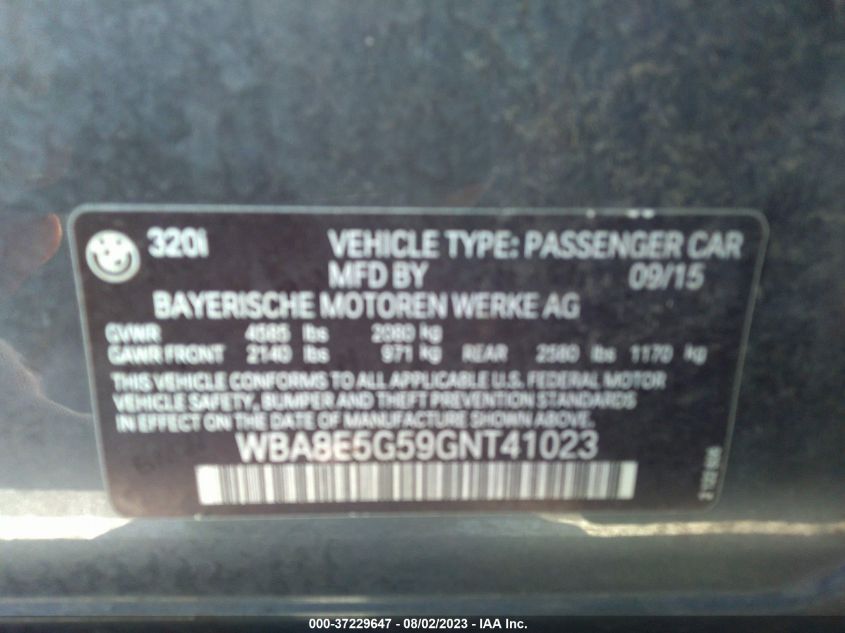 320i VEHICLE TYPE: PASSENGER CAR
MFD BY 09/15
BAYERISCHE MOTOREN WERKE AG
GVWR 4585 lbs 2080 kg
GAWR FRONT 2140 lbs 971 kg REAR 2580 lbs 1170 kg
THIS VEHICLE CONFORMS TO ALL APPLICABLE U.S. FEDERAL MOTOR
VEHICLE SAFETY, BUMPER AND THEFT PREVENTION STANDARDS
IN EFFECT ON THE DATE OF MANUFACTURE SHOWN ABOVE.
WBA8E5G59GNT41023
000-37229647 - 08/02/2023 - IAA Inc.